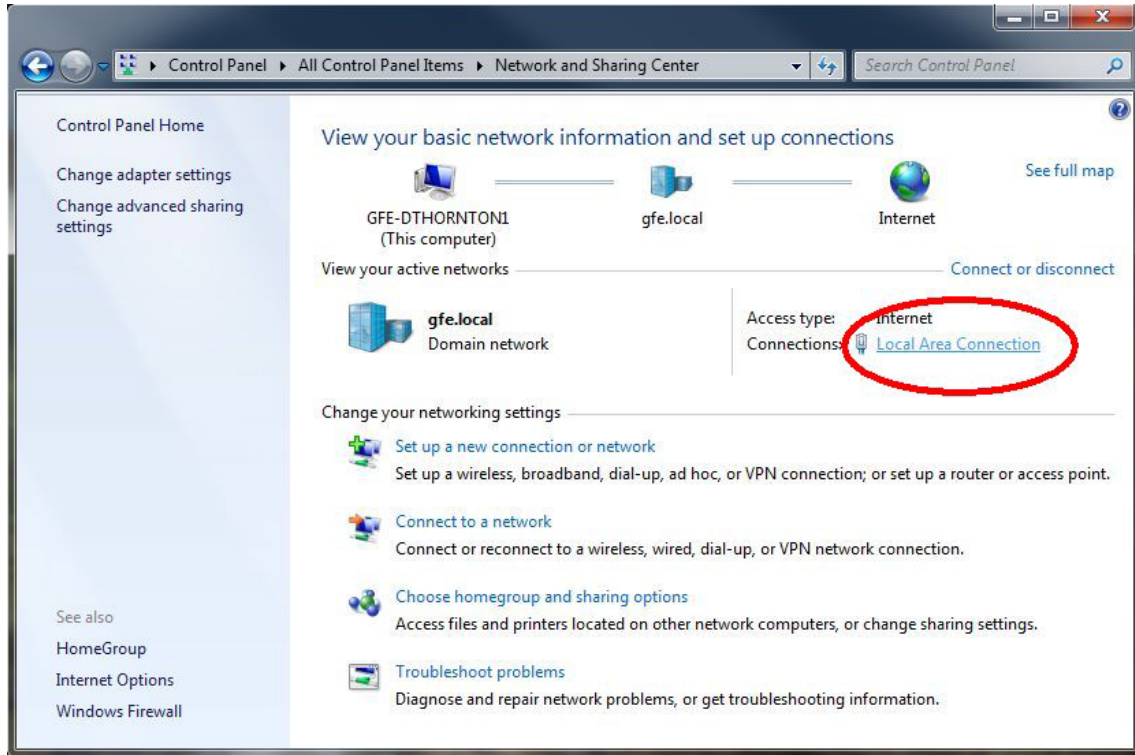 Control Panel ▸ All Control Panel Items ▸ Network and Sharing Center
Search Control Panel
Control Panel Home
Change adapter settings
Change advanced sharing
settings
See also
HomeGroup
Internet Options
Windows Firewall
View your basic network information and set up connections
See full map
GFE-DTHORNTON1
(This computer)
gfe.local
Internet
View your active networks
Connect or disconnect
gfe.local
Domain network
Access type: Internet
Connections: Local Area Connection
Change your networking settings
Set up a new connection or network
Set up a wireless, broadband, dial-up, ad hoc, or VPN connection; or set up a router or access point.
Connect to a network
Connect or reconnect to a wireless, wired, dial-up, or VPN network connection.
Choose homegroup and sharing options
Access files and printers located on other network computers, or change sharing settings.
Troubleshoot problems
Diagnose and repair network problems, or get troubleshooting information.